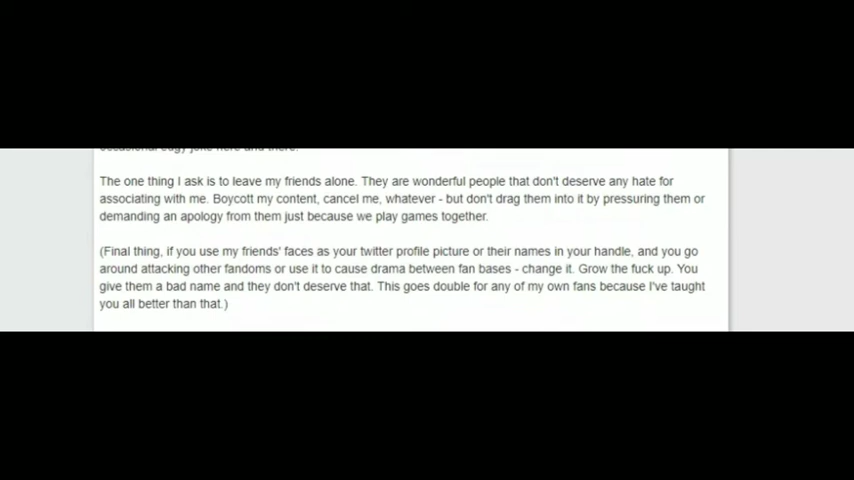 occasional edgy joke here and there.
The one thing I ask is to leave my friends alone. They are wonderful people that don't deserve any hate for
associating with me. Boycott my content, cancel me, whatever - but don't drag them into it by pressuring them or
demanding an apology from them just because we play games together.
(Final thing, if you use my friends' faces as your twitter profile picture or their names in your handle, and you go
around attacking other fandoms or use it to cause drama between fan bases - change it. Grow the fuck up. You
give them a bad name and they don't deserve that. This goes double for any of my own fans because I've taught
you all better than that.)